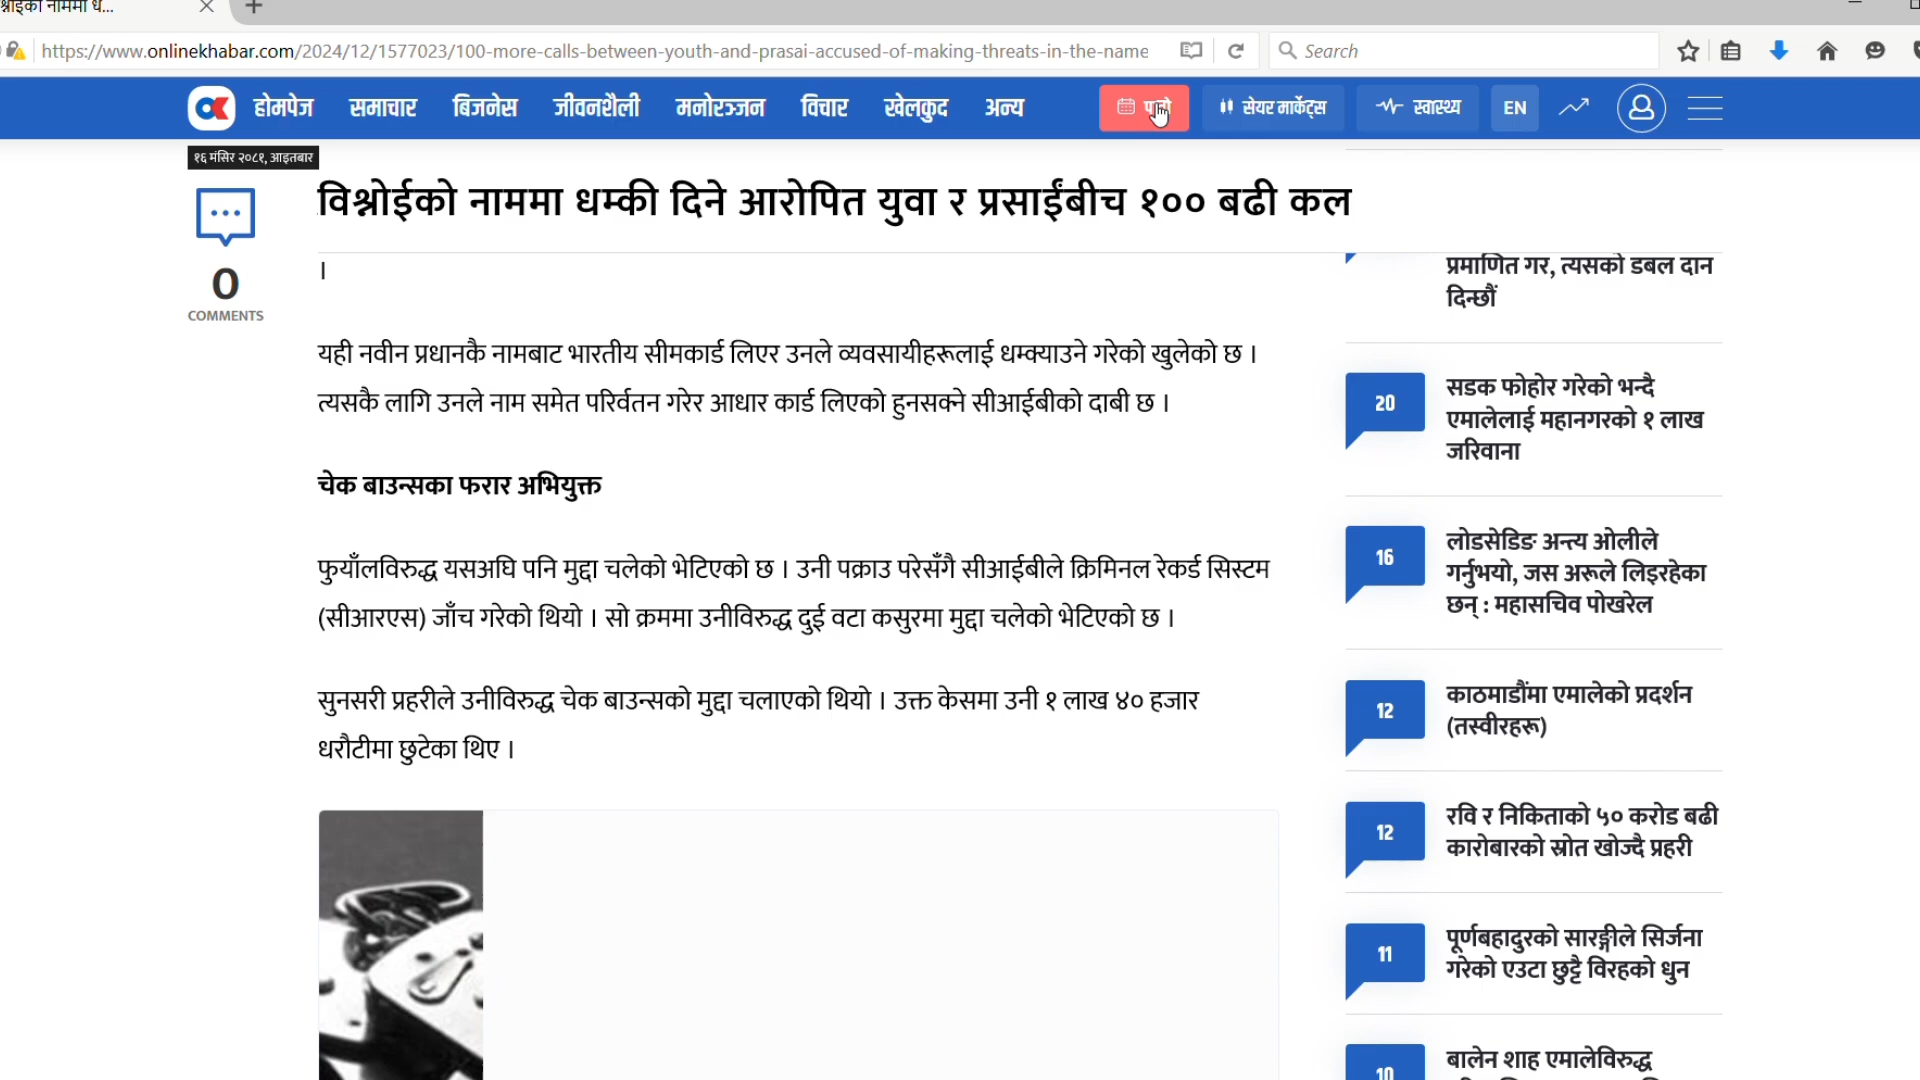 https://www.onlinekhabar.com/2024/12/1577023/100-more-calls-between-youth-and-prasai-accused-of-making-threats-in-the-name
Search
होमपेज समाचार बिजनेस जीवनशैली मनोरञ्जन विचार खेलकुद अन्य
सेयर मार्केट्स स्वास्थ्य EN
१६ मंसिर २०८१, आइतबार
विश्नोईको नाममा धम्की दिने आरोपित युवा र प्रसाईंबीच १०० बढी कल
0
COMMENTS
।
यही नवीन प्रधानकै नामबाट भारतीय सीमकार्ड लिएर उनले व्यवसायीहरूलाई धम्क्याउने गरेको खुलेको छ ।
त्यसकै लागि उनले नाम समेत परिर्वतन गरेर आधार कार्ड लिएको हुनसक्ने सीआईबीको दाबी छ ।
चेक बाउन्सका फरार अभियुक्त
फुयाँलविरुद्ध यसअघि पनि मुद्दा चलेको भेटिएको छ । उनी पक्राउ परेसँगै सीआईबीले क्रिमिनल रेकर्ड सिस्टम
(सीआरएस) जाँच गरेको थियो । सो क्रममा उनीविरुद्ध दुई वटा कसुरमा मुद्दा चलेको भेटिएको छ ।
सुनसरी प्रहरीले उनीविरुद्ध चेक बाउन्सको मुद्दा चलाएको थियो । उक्त केसमा उनी १ लाख ४० हजार
धरौटीमा छुटेका थिए ।
प्रमाणित गर, त्यसको डबल दान
दिन्छौं
20
सडक फोहोर गरेको भन्दै
एमालेलाई महानगरको १ लाख
जरिवाना
16
लोडसेडिङ अन्त्य ओलीले
गर्नुभयो, जस अरूले लिइरहेका
छन् : महासचिव पोखरेल
12
काठमाडौंमा एमालेको प्रदर्शन
(तस्वीरहरू)
12
रवि र निकिताको ५० करोड बढी
कारोबारको स्रोत खोज्दै प्रहरी
11
पूर्णबहादुरको सारङ्गीले सिर्जना
गरेको एउटा छुट्टै विरहको धुन
10
बालेन शाह एमालेविरुद्ध